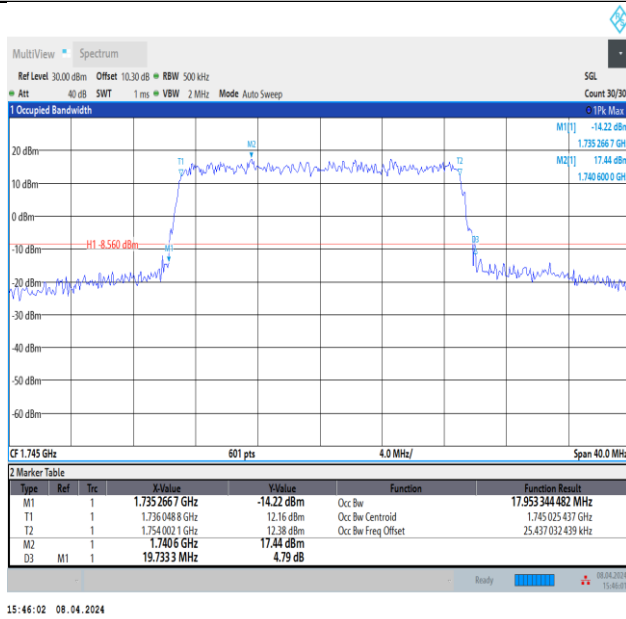 MultiView Spectrum
Ref Level 30.00 dBm Offset 10.30 dB RBW 500 kHz SGL
Att 40 dB SWT 1 ms VBW 2 MHz Mode Auto Sweep Count 30/30
1 Occupied Bandwidth 1Pk Max
M1[1] -14.22 dBm
1.735 266 7 GH
M2[1] 17.44 dBm
1.740 600 0 GH
M2
T1 T2
20 dBm
10 dBm
0 dBm
H1 -8.560 dBm
M1 D3
-10 dBm
-20 dBm
-30 dBm
-40 dBm
-50 dBm
-60 dBm
CF 1.745 GHz 601 pts 4.0 MHz/ Span 40.0 MHz
2 Marker Table
Type Ref Trc X-Value Y-Value Function Function Result
M1 1 1.735 266 7 GHz -14.22 dBm Occ Bw 17.953 344 482 MHz
T1 1 1.736 048 8 GHz 12.16 dBm Occ Bw Centroid 1.745 025 437 GHz
T2 1 1.754 002 1 GHz 12.38 dBm Occ Bw Freq Offset 25.437 032 439 kHz
M2 1 1.740 6 GHz 17.44 dBm
D3 M1 1 19.733 3 MHz 4.79 dB
Ready 08.04.2024
15:46:01
15:46:02 08.04.2024